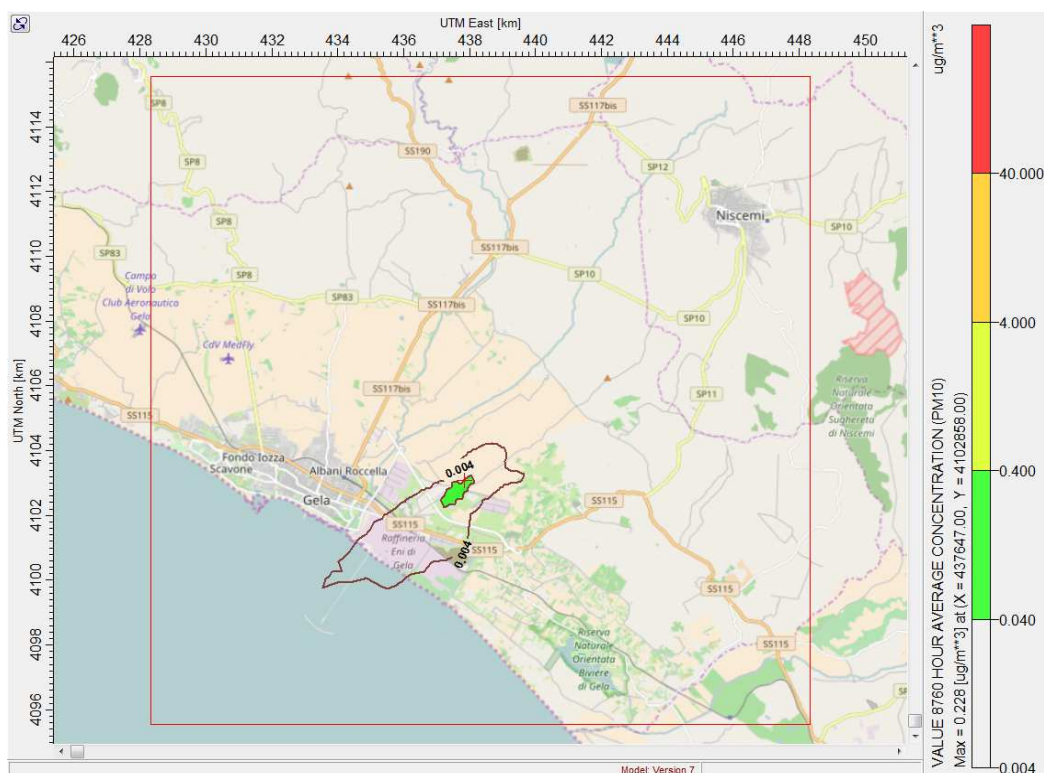 UTM East [km]
426 428 430 432 434 436 438 440 442 444 446 448 450
UTM North [km]
4114
4112
4110
4108
4106
4104
4102
4100
4098
4096
SP8
SS117bis
SS190
SP8
SP12
Niscemi
SP8
SP10
SP83
SS117bis
SP8
SP10
Campo
di Volo
Club Aeronautica
Gela
SP83
SS117bis
SP10
CdV MedFly
SS117bis
SP11
Riserva
Naturale
Orientata
Sughereta
di Niscemi
SS115
Fondo Iozza
Scavone
Albani Roccella
0.004
Gela
SS115
SS115
Raffineria
Eni di
Gela
0.004
SS115
SS115
Riserva
Naturale
Orientata
Biviere
di Gela
SS115
SP
Model: Version 7
VALUE 8760 HOUR AVERAGE CONCENTRATION (PM10)
Max = 0.228 [ug/m**3] at (X = 437647.00, Y = 4102858.00)
ug/m**3
40.000
4.000
0.400
0.040
0.004